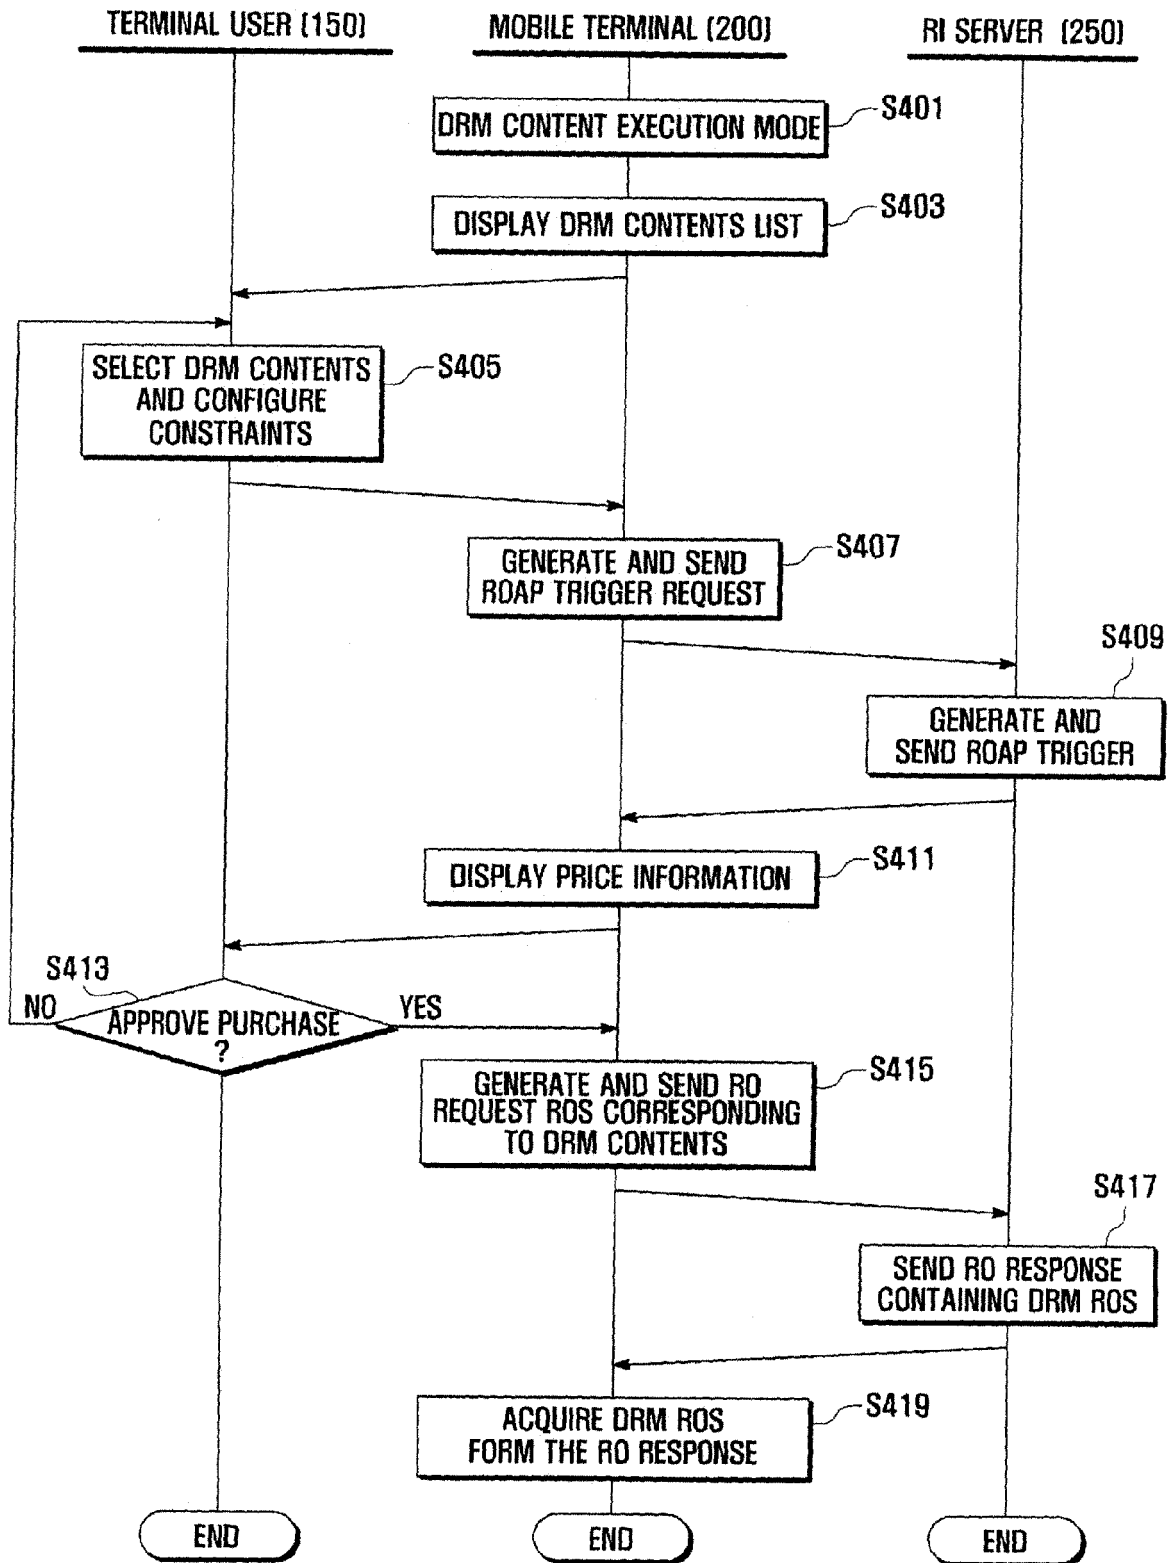 TERMINAL USER (150)
MOBILE TERMINAL (200)
RI SERVER (250)
DRM CONTENT EXECUTION MODE
S401
DISPLAY DRM CONTENTS LIST
S403
SELECT DRM CONTENTS
AND CONFIGURE
CONSTRAINTS
S405
GENERATE AND SEND
ROAP TRIGGER REQUEST
S407
S409
GENERATE AND
SEND ROAP TRIGGER
DISPLAY PRICE INFORMATION
S411
S413
NO
APPROVE PURCHASE
?
YES
GENERATE AND SEND RO
REQUEST ROS CORRESPONDING
TO DRM CONTENTS
S415
S417
SEND RO RESPONSE
CONTAINING DRM ROS
ACQUIRE DRM ROS
FORM THE RO RESPONSE
S419
END
END
END